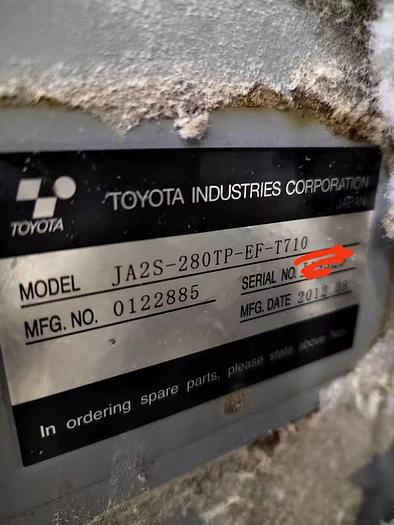 TOYOTA
TOYOTA INDUSTRIES CORPORATION
JAPAN
MODEL JA2S-280TP-EF-T710
MFG. NO. 0122885
SERIAL NO.
MFG. DATE 2012 08
In ordering spare parts, please state above Nos.